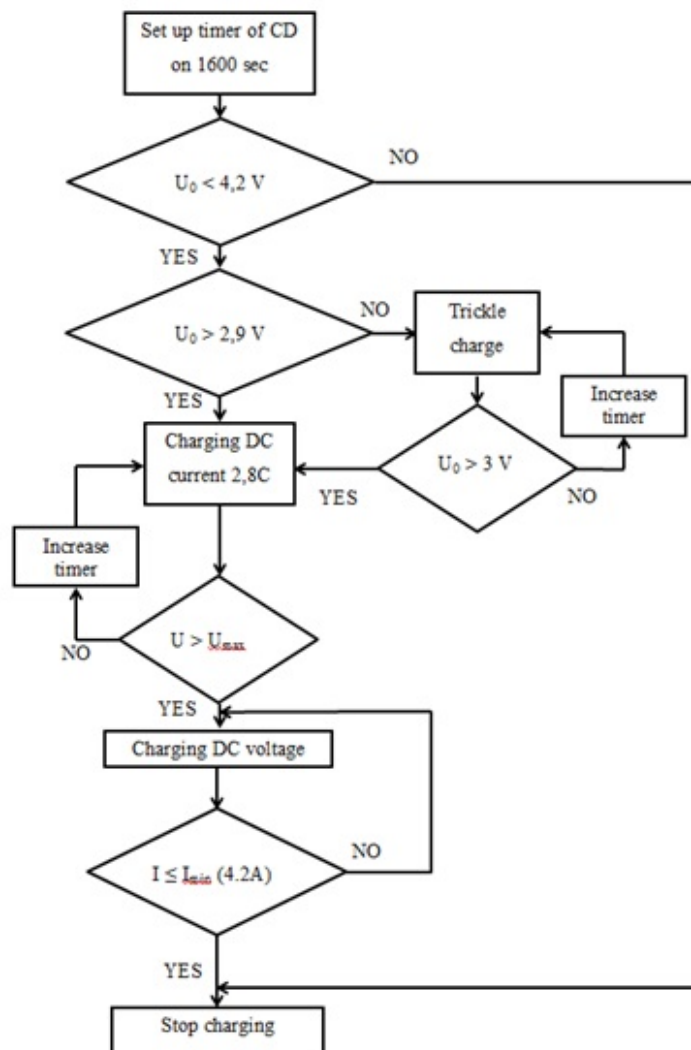 Set up timer of CD
on 1600 sec
NO
U₀ < 4,2 V
YES
NO
Trickle
charge
U₀ > 2,9 V
YES
Increase
timer
Charging DC
current 2,8C
U₀ > 3 V
YES
NO
Increase
timer
U > Umax
NO
YES
Charging DC voltage
NO
I ≤ Imin (4.2A)
YES
Stop charging